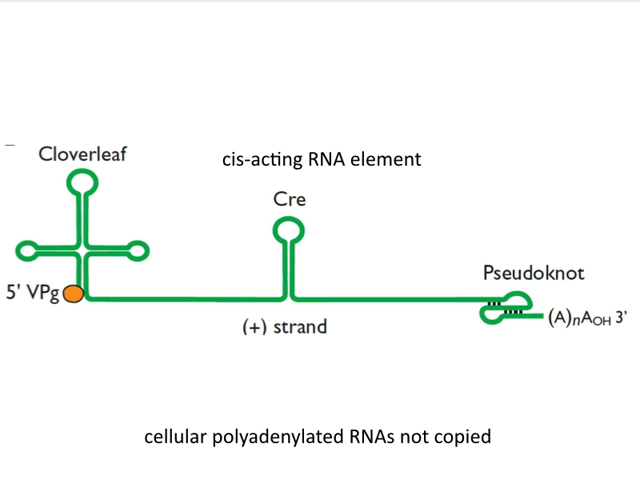 Cloverleaf
cis-acting RNA element
Cre
Pseudoknot
5' VPg
(A)nAOH 3'
(+) strand
cellular polyadenylated RNAs not copied